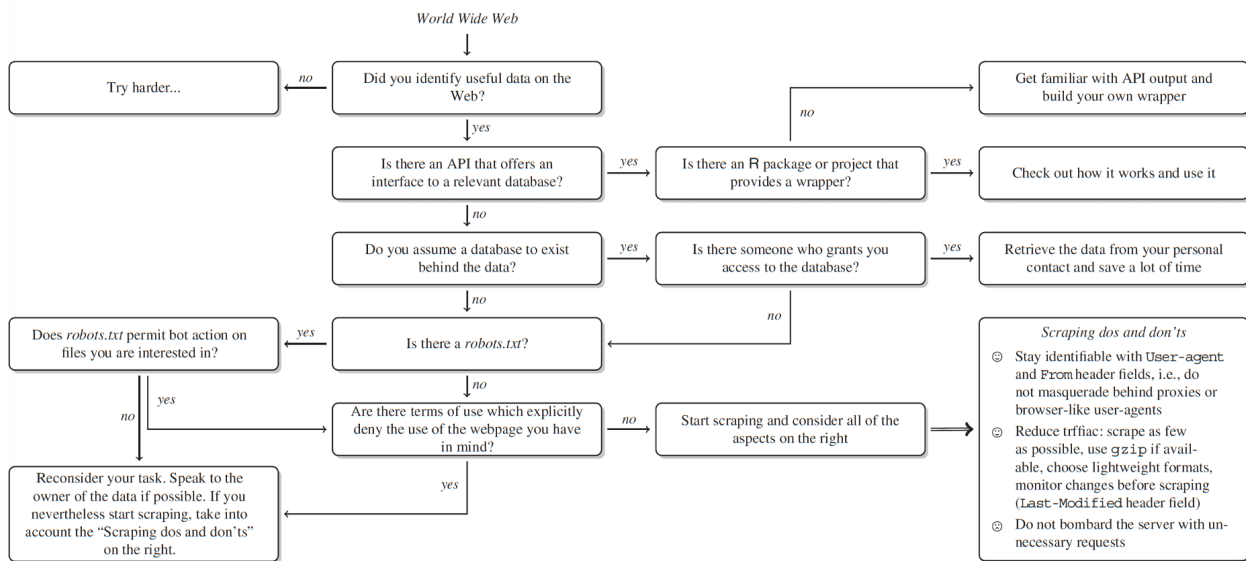 World Wide Web
Try harder...
no
Did you identify useful data on the
Web?
Get familiar with API output and
build your own wrapper
yes
no
Is there an API that offers an
interface to a relevant database?
yes
Is there an R package or project that
provides a wrapper?
yes
Check out how it works and use it
no
Do you assume a database to exist
behind the data?
yes
Is there someone who grants you
access to the database?
yes
Retrieve the data from your personal
contact and save a lot of time
no
no
Does robots.txt permit bot action on
files you are interested in?
yes
Is there a robots.txt?
no
yes
no
Are there terms of use which explicitly
deny the use of the webpage you have
in mind?
no
Start scraping and consider all of the
aspects on the right
yes
Reconsider your task. Speak to the
owner of the data if possible. If you
nevertheless start scraping, take into
account the “Scraping dos and don’ts”
on the right.
Scraping dos and don’ts
Stay identifiable with User-agent
and From header fields, i.e., do
not masquerade behind proxies or
browser-like user-agents
Reduce trffiac: scrape as few
as possible, use gzip if avail-
able, choose lightweight formats,
monitor changes before scraping
(Last-Modified header field)
Do not bombard the server with un-
necessary requests